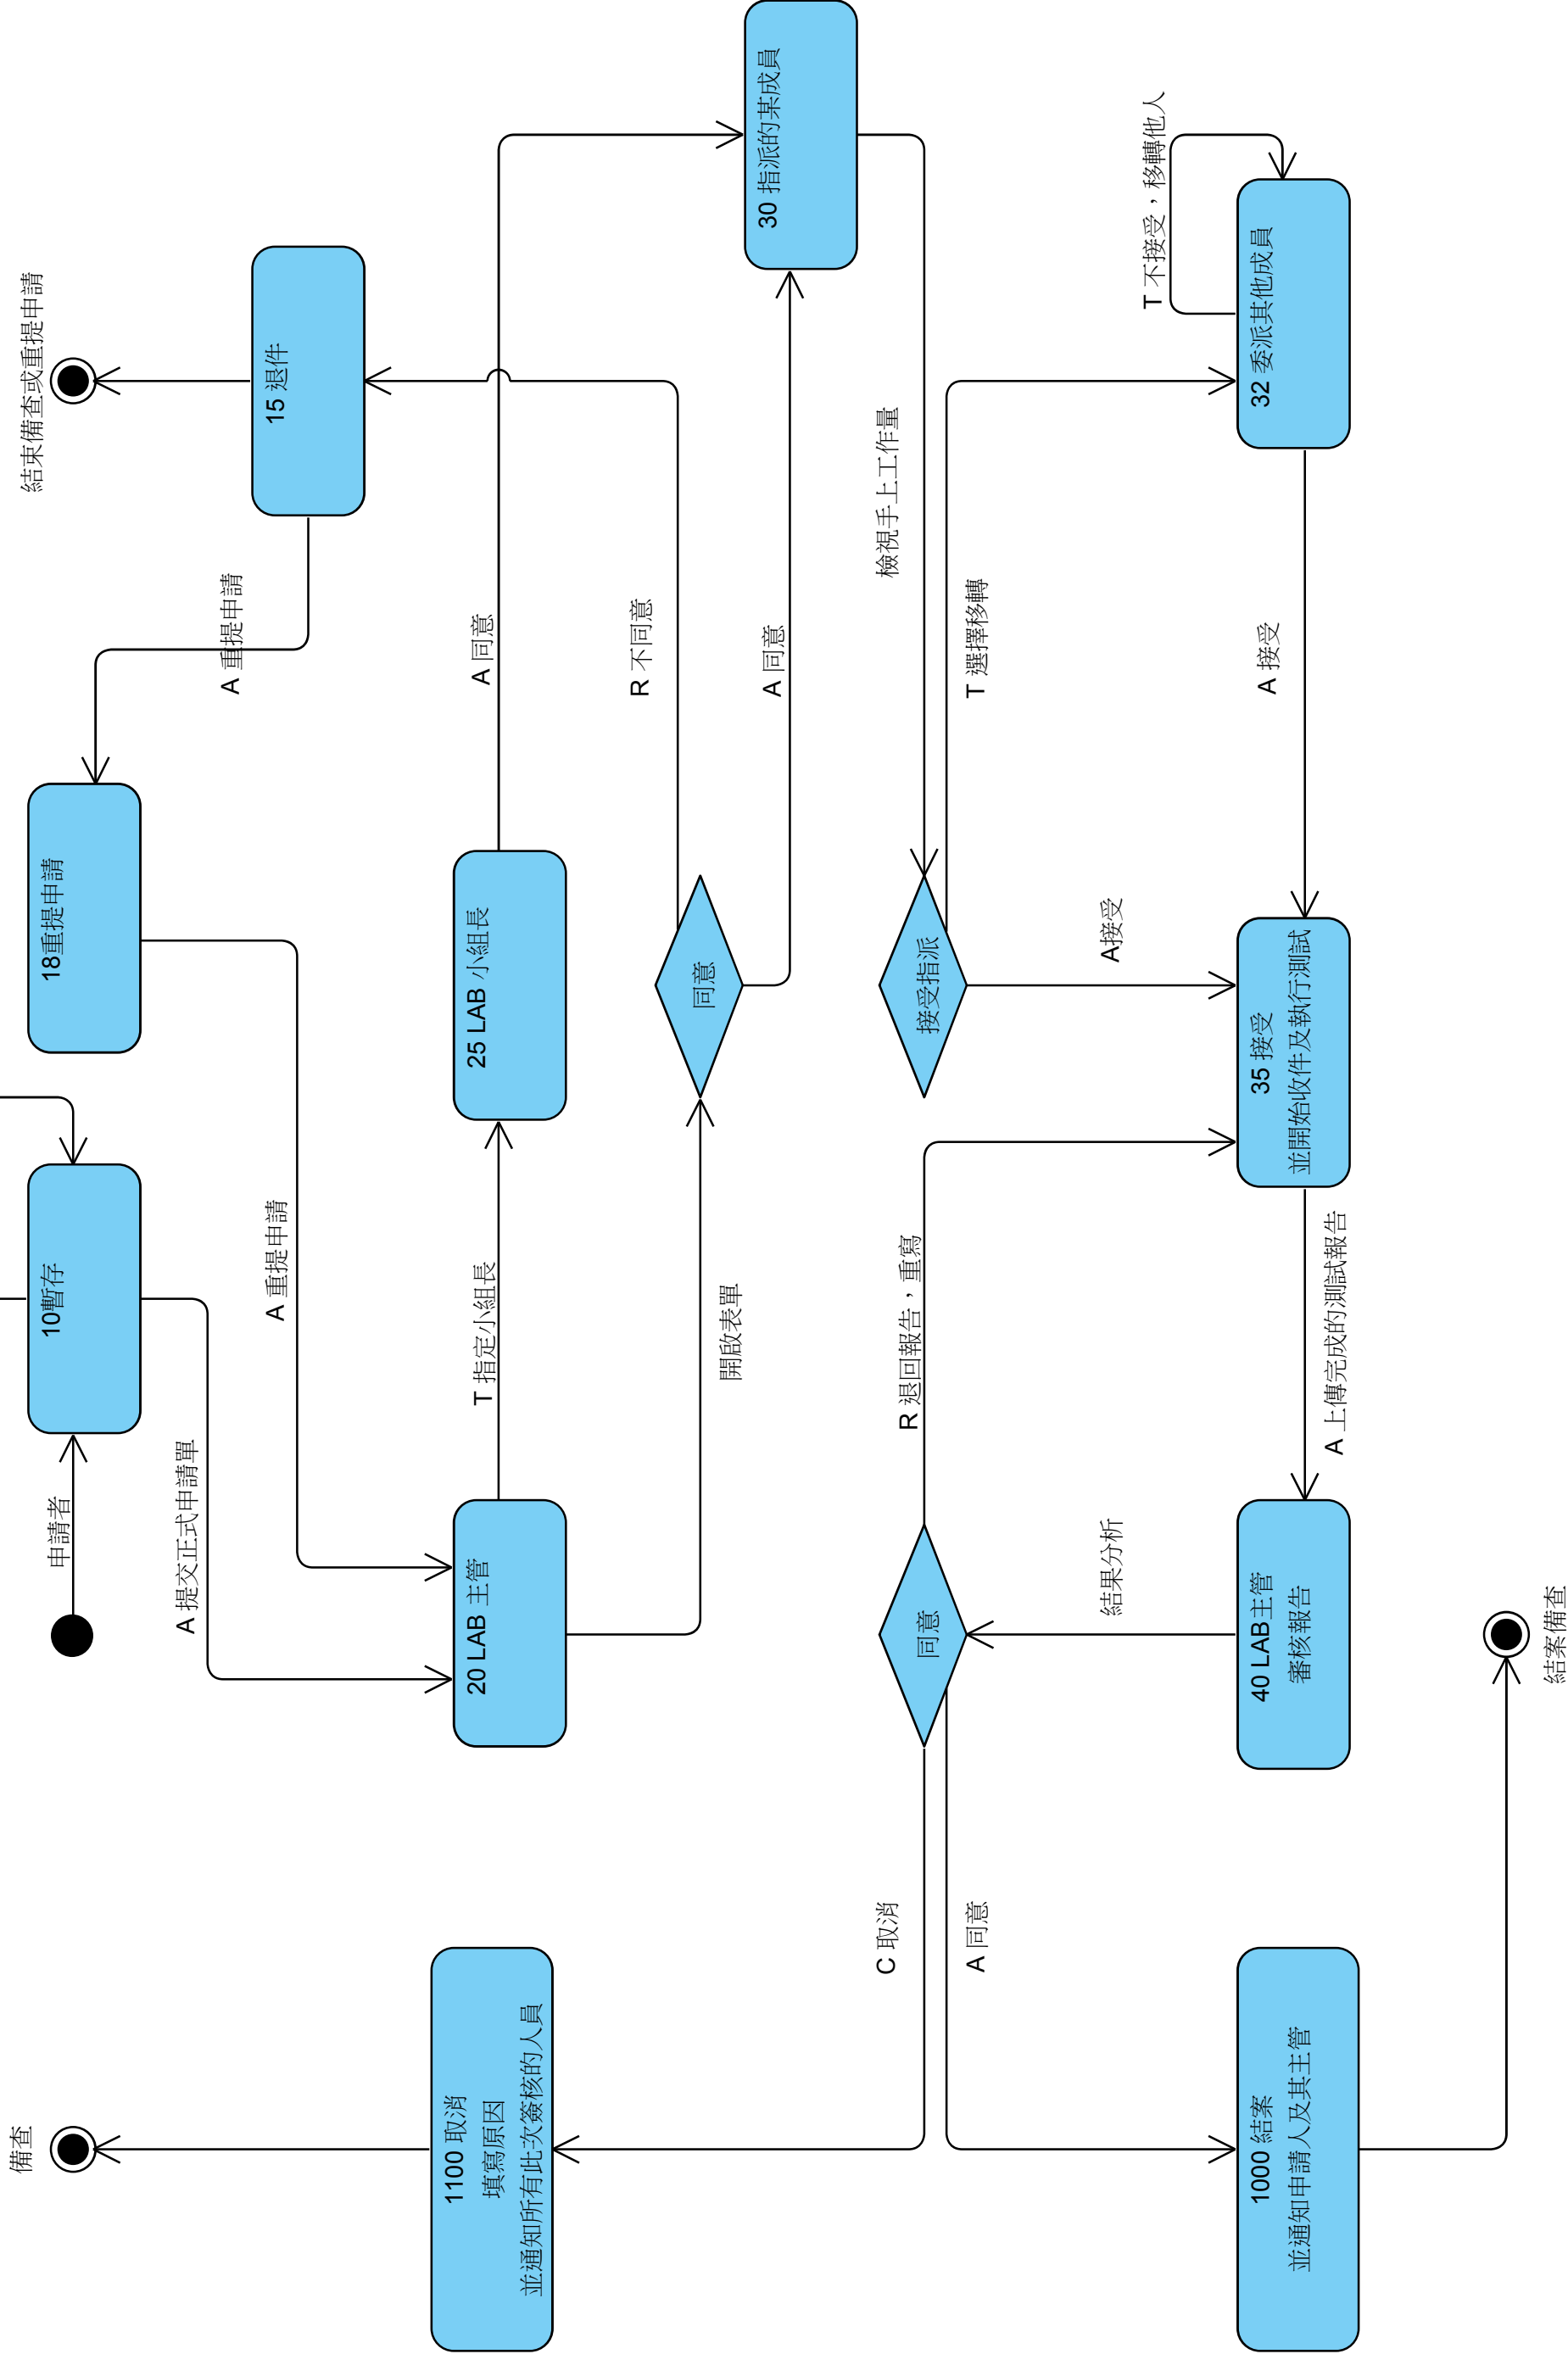 備查
申請者
10暫存
18重提申請
結束備查或重提申請
A 提交正式申請單
A 重提申請
A 重提申請
15 退件
1100 取消
填寫原因
並通知所有此次簽核的人員
20 LAB 主管
T 指定小組長
25 LAB 小組長
A 同意
R 不同意
同意
開啟表單
A 同意
30 指派的某成員
C 取消
同意
R 退回報告，重寫
接受指派
檢視手上工作量
A 同意
T 選擇移轉
結果分析
A接受
T 不接受，移轉他人
1000 結案
並通知申請人及其主管
40 LAB主管
審核報告
35 接受
並開始收件及執行測試
A 接受
32 委派其他成員
A 上傳完成的測試報告
結案備查